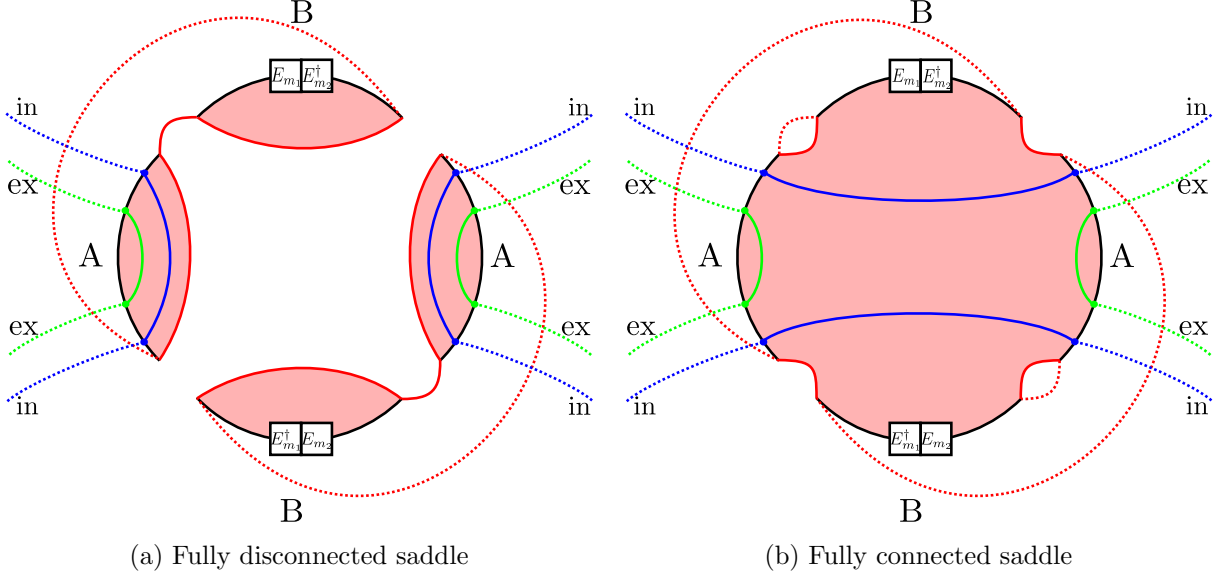 B
B
E_{m_1} E^†_{m_2}
E_{m_1} E^†_{m_2}
in
in
in
in
ex
ex
ex
ex
A
A
A
A
ex
ex
ex
ex
in
in
in
in
E^†_{m_1} E_{m_2}
E^†_{m_1} E_{m_2}
B
B
(a) Fully disconnected saddle
(b) Fully connected saddle